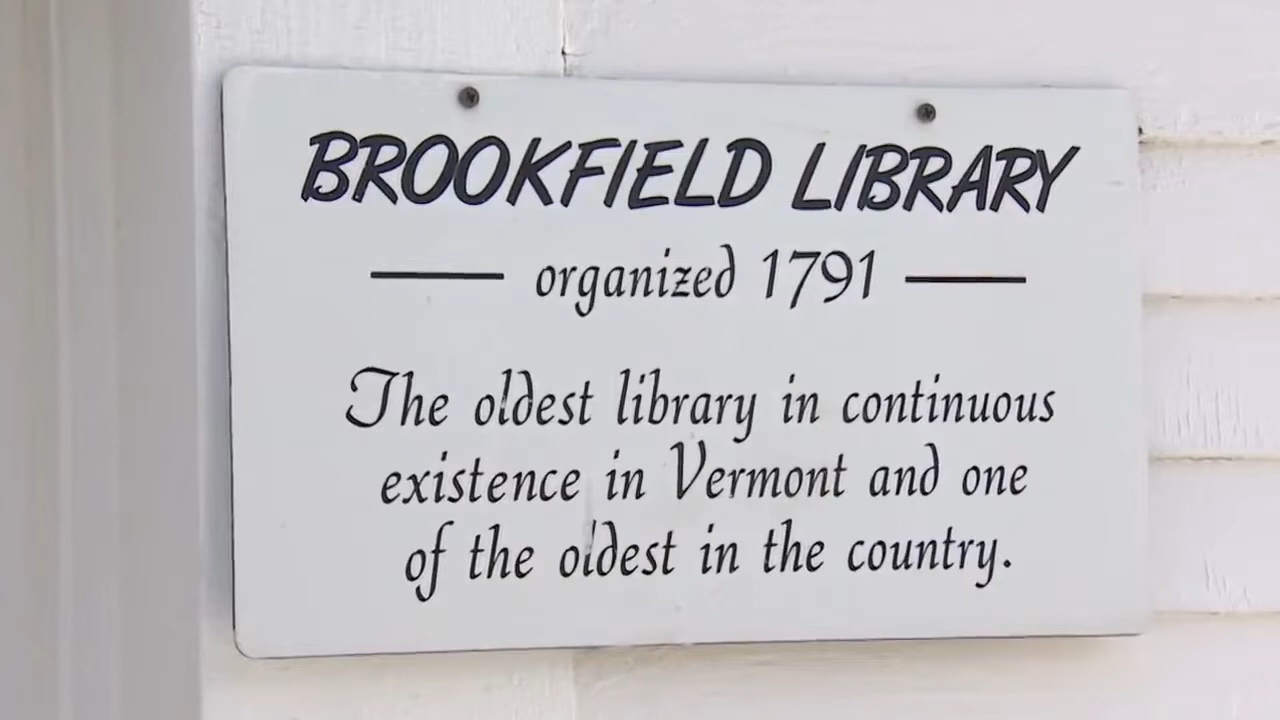 BROOKFIELD LIBRARY
organized 1791
The oldest library in continuous
existence in Vermont and one
of the oldest in the country.